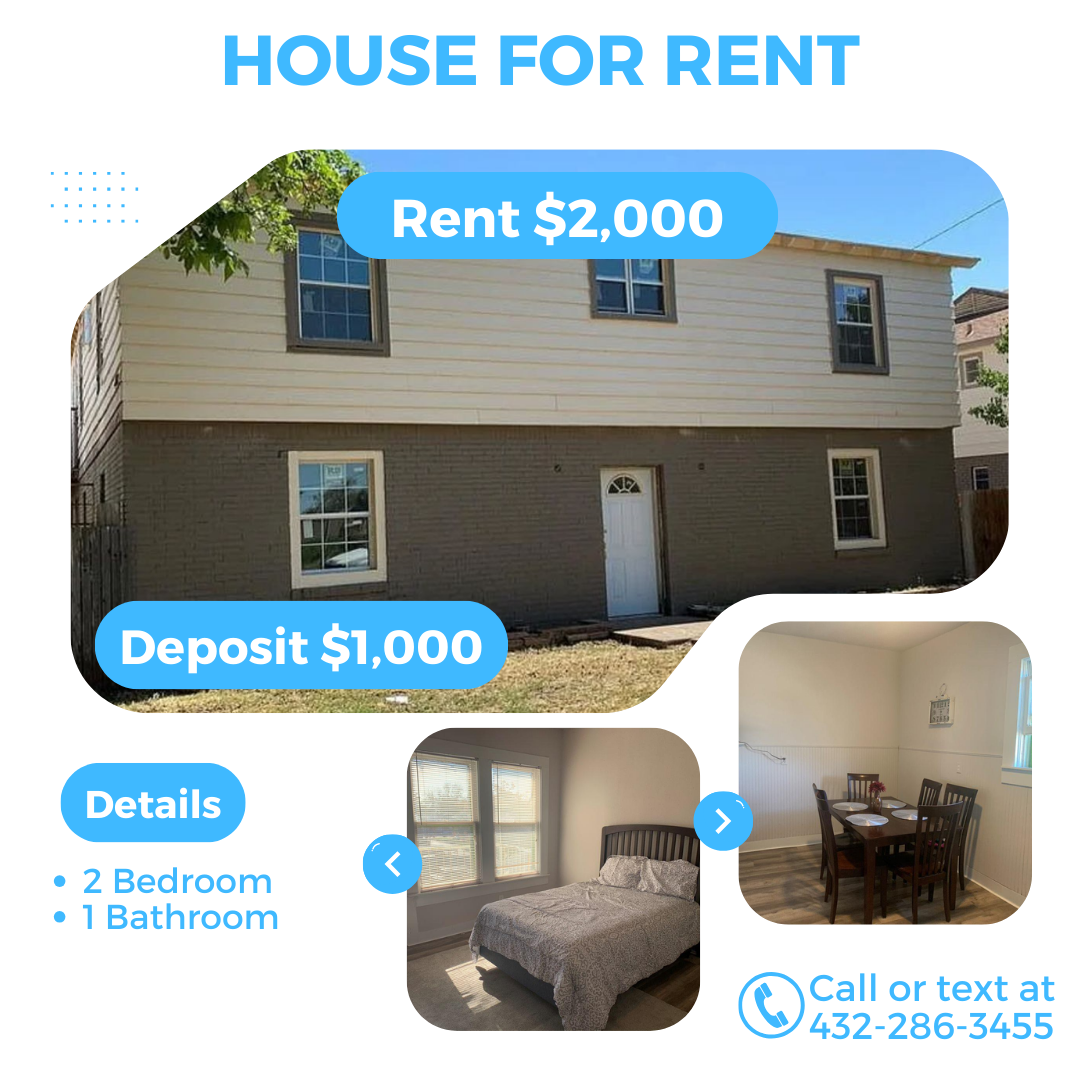 HOUSE FOR RENT
Rent $2,000
Deposit $1,000
Details
• 2 Bedroom
• 1 Bathroom
Call or text at
432-286-3455